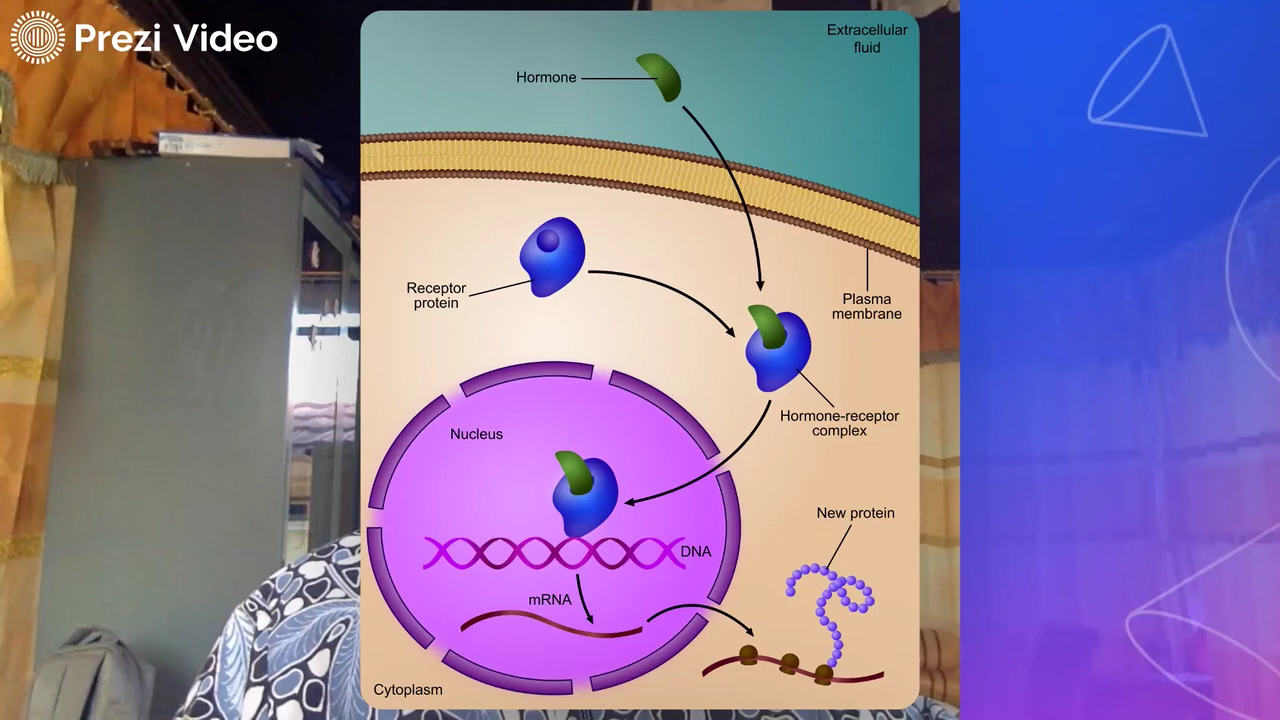 Prezi Video
Extracellular
fluid
Hormone
Receptor
protein
Plasma
membrane
Hormone-receptor
complex
Nucleus
New protein
DNA
mRNA
Cytoplasm